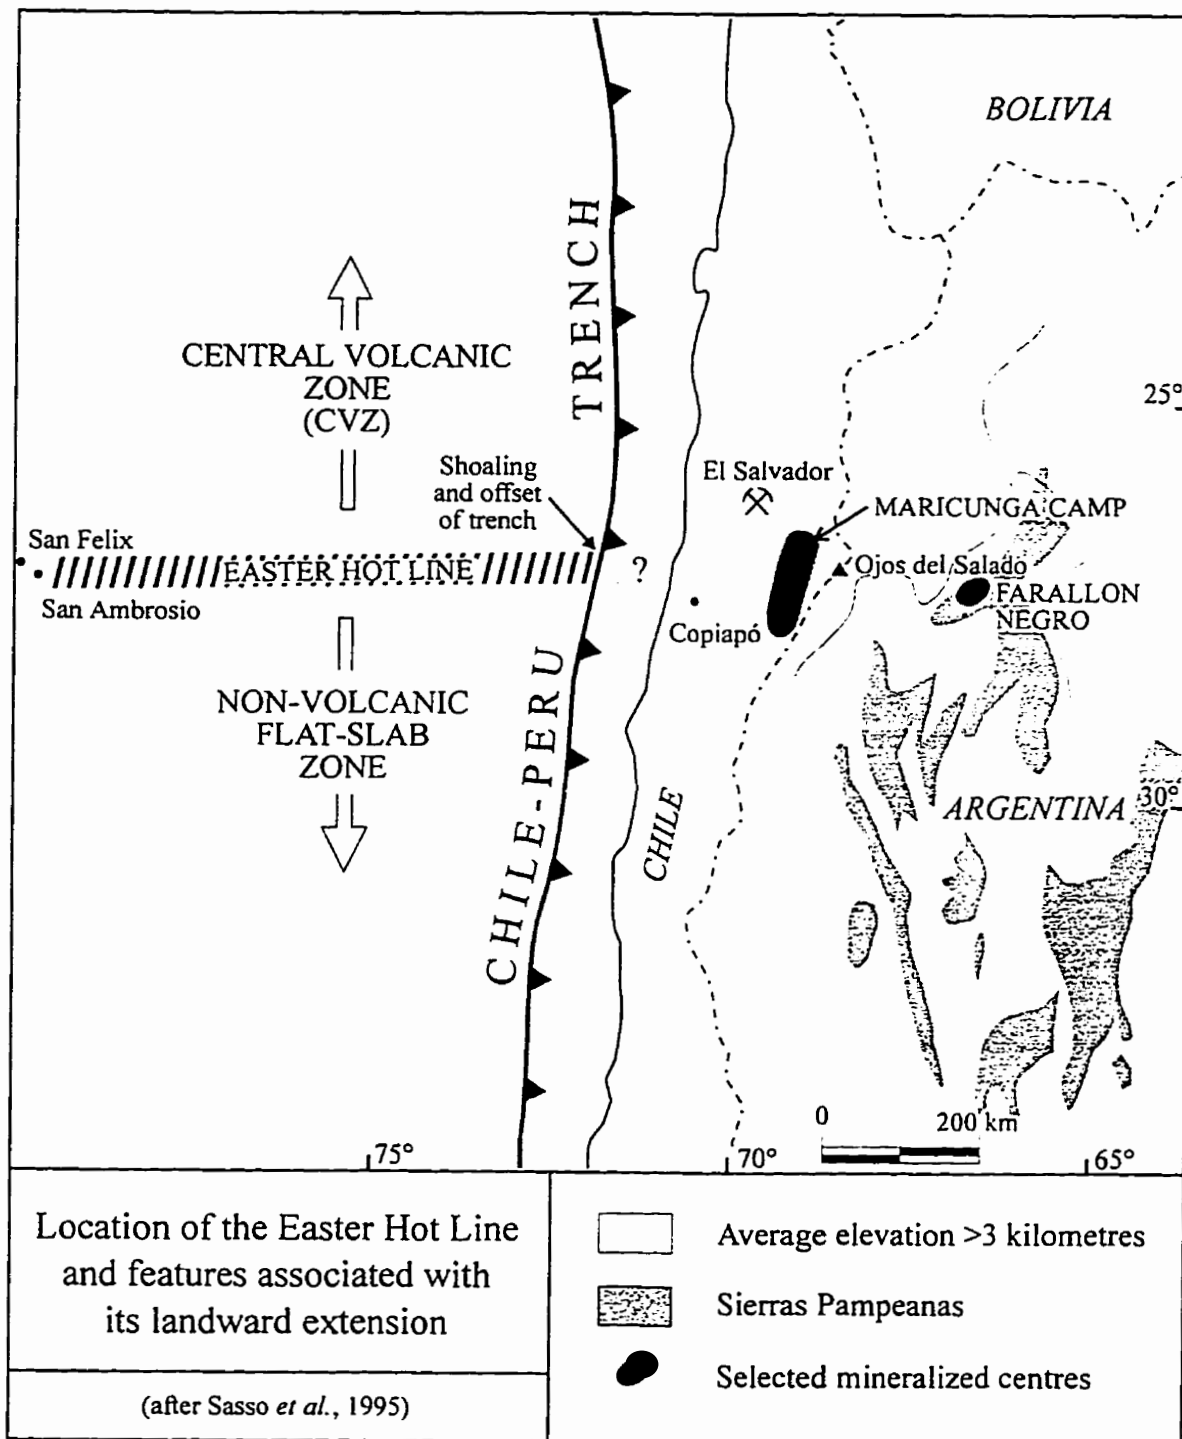 BOLIVIA
TRENCH
CENTRAL VOLCANIC
ZONE
(CVZ)
25°
Shoaling
and offset
of trench
El Salvador
MARICUNGA CAMP
San Felix
EASTER HOT LINE
?
Ojos del Salado
San Ambrosio
FARALLON
NEGRO
Copiapó
NON-VOLCANIC
FLAT-SLAB
ZONE
CHILE-PERU
CHILE
ARGENTINA
30°
0
200 km
75°
70°
65°
Location of the Easter Hot Line
and features associated with
its landward extension
(after Sasso et al., 1995)
Average elevation >3 kilometres
Sierras Pampeanas
Selected mineralized centres